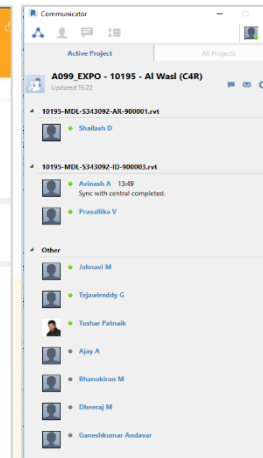 Communicator
Active Project
All Projects
A099_EXPO - 10195 - Al Wasl (C4R)
Updated 15:22
10195-MDL-S343092-AR-900001.rvt
Shailash D
10195-MDL-S343092-ID-900003.rvt
Avinash A 13:49
Sync with central completed.
Pravallika V
Other
Jahnavi M
Tejawireddy G
Tushar Patnaik
Ajay A
Bhanukiran M
Dheeraj M
Ganeshkumar Andavar